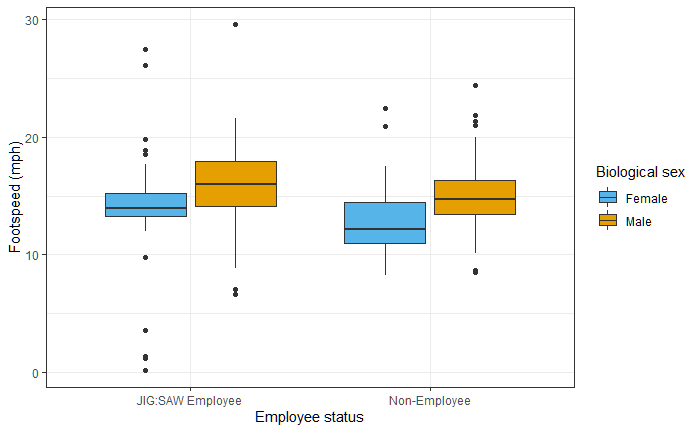 Footspeed (mph)
30
20
10
0
JIG:SAW Employee
Non-Employee
Employee status
Biological sex
Female
Male